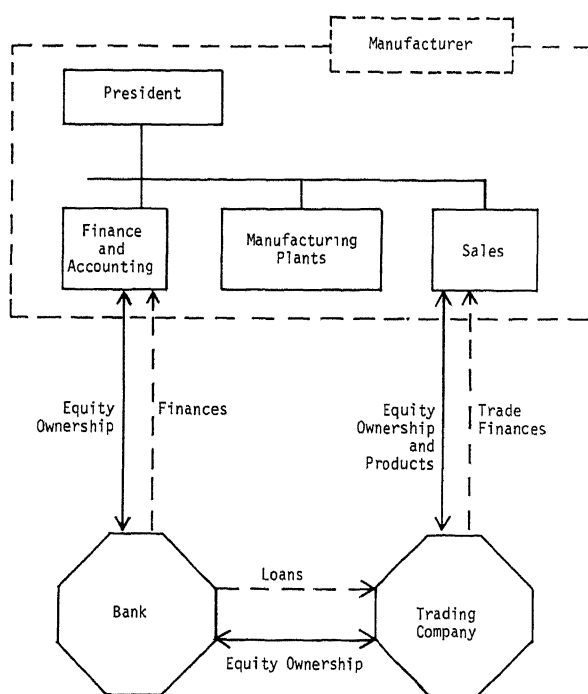 Manufacturer
President
Finance
and
Accounting
Manufacturing
Plants
Sales
Equity
Ownership
Finances
Equity
Ownership
and
Products
Trade
Finances
Bank
Loans
Trading
Company
Equity Ownership